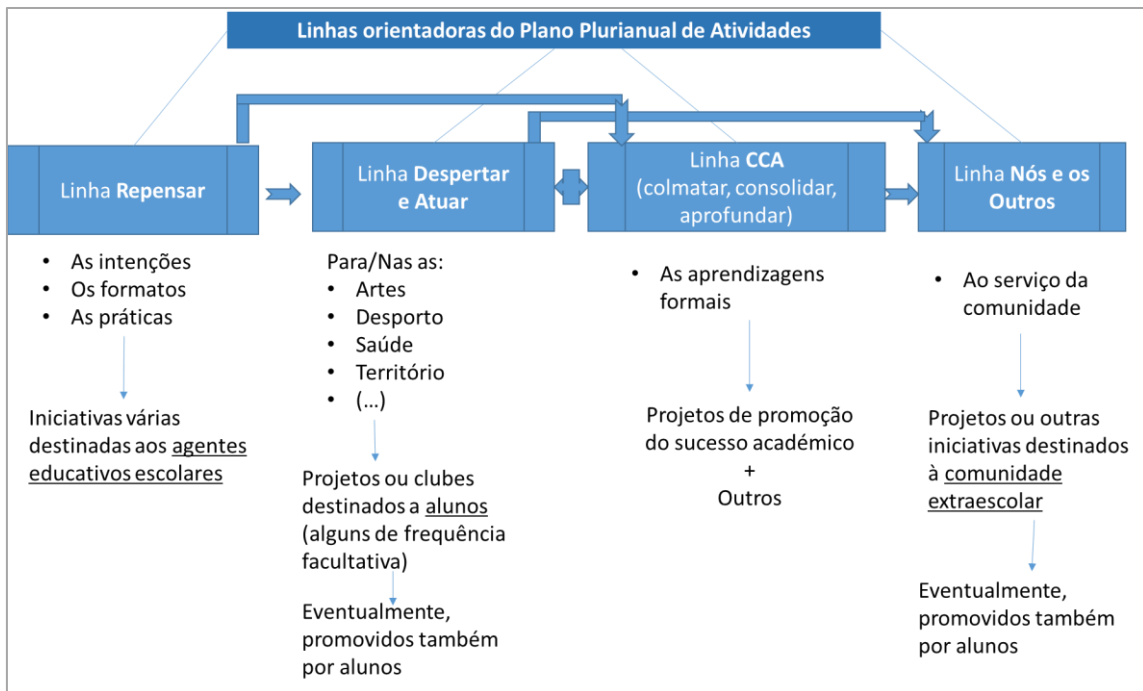 Linhas orientadoras do Plano Plurianual de Atividades
Linha Repensar
Linha Despertar
e Atuar
Linha CCA
(colmatar, consolidar,
aprofundar)
Linha Nós e os
Outros
• As intenções
• Os formatos
• As práticas
Iniciativas várias
destinadas aos agentes
educativos escolares
Para/Nas as:
• Artes
• Desporto
• Saúde
• Território
• (...)
Projetos ou clubes
destinados a alunos
(alguns de frequência
facultativa)
Eventualmente,
promovidos também
por alunos
• As aprendizagens
formais
Projetos de promoção
do sucesso académico
+
Outros
• Ao serviço da
comunidade
Projetos ou outras
iniciativas destinados
à comunidade
extraescolar
Eventualmente,
promovidos também
por alunos